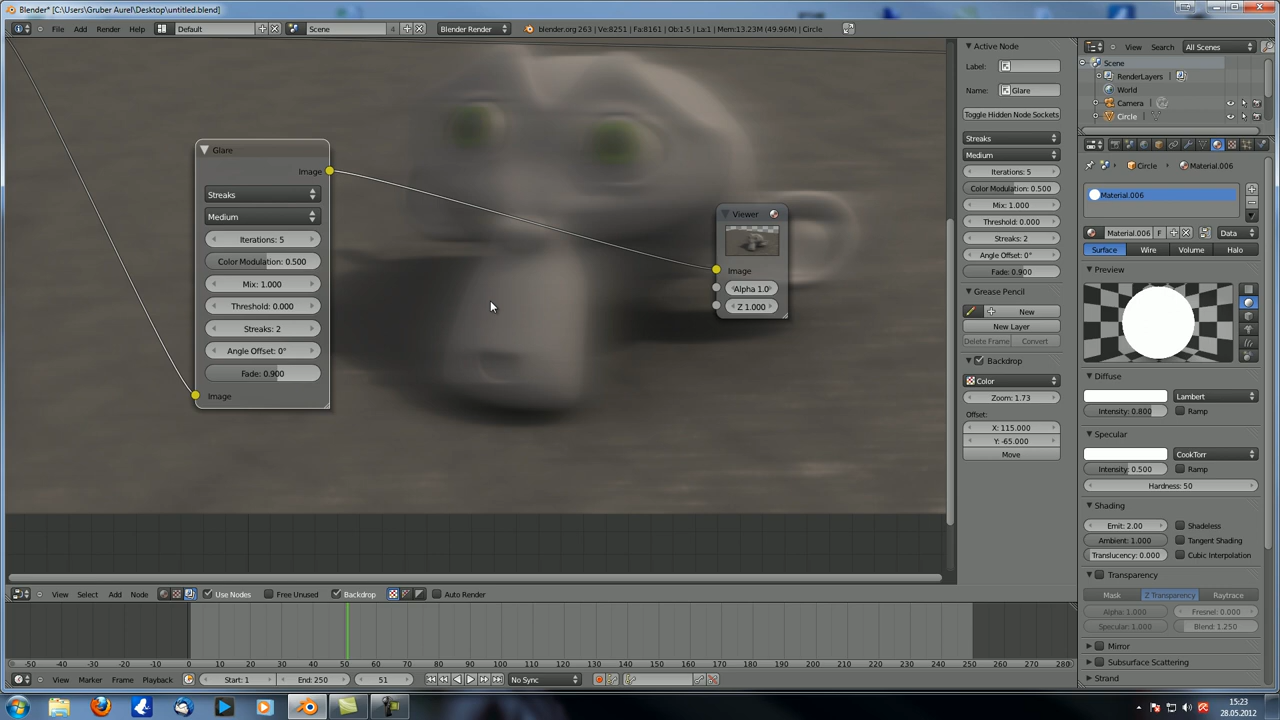 Blender* [C:\Users\Gruber Aurel\Desktop\untitled.blend]
File Add Render Help Default Scene 4 Blender Render blender.org 263 | Ve:8251 | Fa:8161 | Ob:1-5 | La:1 | Mem:13.23M (49.96M) | Circle
Glare
Image
Streaks
Medium
Iterations: 5
Color Modulation: 0.500
Mix: 1.000
Threshold: 0.000
Streaks: 2
Angle Offset: 0°
Fade: 0.900
Image
Viewer
Image
Alpha 1.0
Z 1.000
Active Node
Label:
Name: Glare
Toggle Hidden Node Sockets
Streaks
Medium
Iterations: 5
Color Modulation: 0.500
Mix: 1.000
Threshold: 0.000
Streaks: 2
Angle Offset: 0°
Fade: 0.900
Grease Pencil
New
New Layer
Delete Frame Convert
Backdrop
Color
Zoom: 1.73
Offset:
X: 115.000
Y: -65.000
Move
View Search All Scenes
Scene
RenderLayers
World
Camera
Circle
Circle Material.006
Material.006
Material.006 F Data
Surface Wire Volume Halo
Preview
Diffuse
Lambert
Intensity: 0.800 Ramp
Specular
CookTorr
Intensity: 0.500 Ramp
Hardness: 50
Shading
Emit: 2.00 Shadeless
Ambient: 1.000 Tangent Shading
Translucency: 0.000 Cubic Interpolation
Transparency
Mask Z Transparency Raytrace
Alpha: 1.000 Fresnel: 0.000
Specular: 1.000 Blend: 1.250
Mirror
Subsurface Scattering
Strand
View Select Add Node Use Nodes Free Unused Backdrop Auto Render
-50 -40 -30 -20 -10 0 10 20 30 40 50 60 70 80 90 100 110 120 130 140 150 160 170 180 190 200 210 220 230 240 250 260 270 280
View Marker Frame Playback Start: 1 End: 250 51 No Sync
15:23
28.05.2012